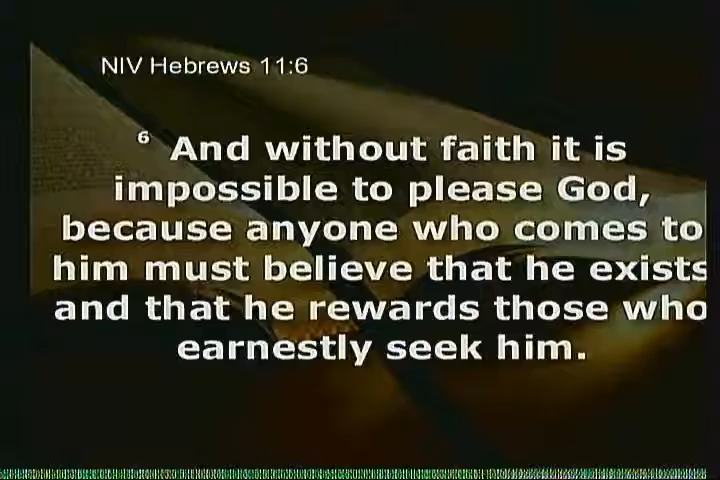 NIV Hebrews 11:6
⁶ And without faith it is
impossible to please God,
because anyone who comes to
him must believe that he exists
and that he rewards those who
earnestly seek him.